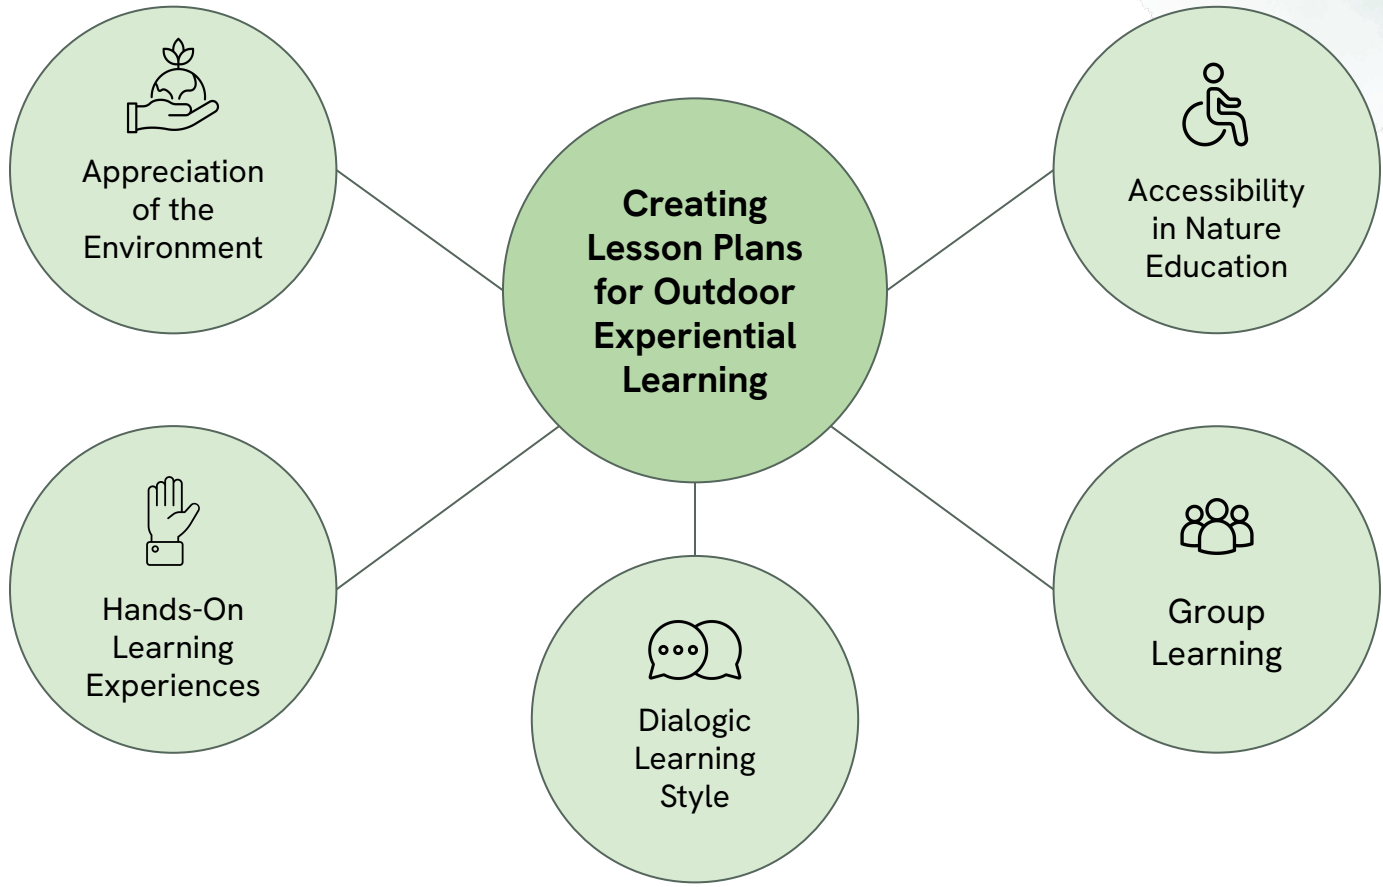 Appreciation
of the
Environment
Creating
Lesson Plans
for Outdoor
Experiential
Learning
Accessibility
in Nature
Education
Hands-On
Learning
Experiences
Dialogic
Learning
Style
Group
Learning